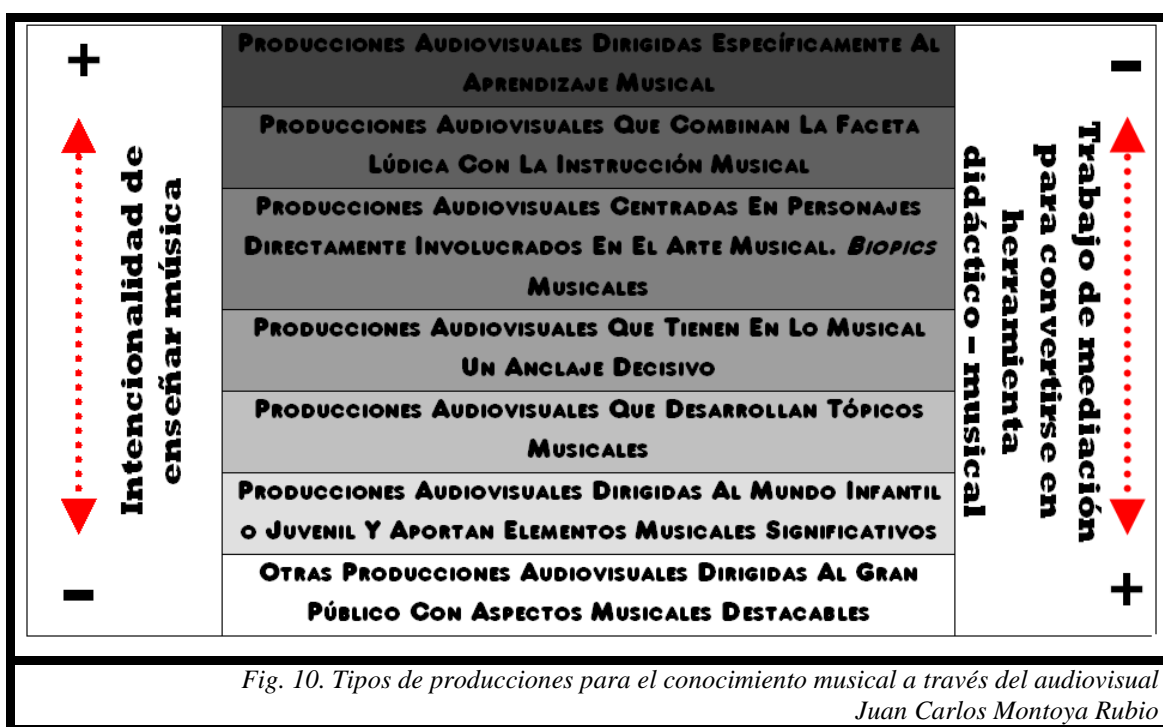 +
Intencionalidad de
enseñar música
-
PRODUCCIONES AUDIOVISUALES DIRIGIDAS ESPECÍFICAMENTE AL
APRENDIZAJE MUSICAL
PRODUCCIONES AUDIOVISUALES QUE COMBINAN LA FACETA
LÚDICA CON LA INSTRUCCIÓN MUSICAL
PRODUCCIONES AUDIOVISUALES CENTRADAS EN PERSONAJES
DIRECTAMENTE INVOLUCRADOS EN EL ARTE MUSICAL. BIOPICS
MUSICALES
PRODUCCIONES AUDIOVISUALES QUE TIENEN EN LO MUSICAL
UN ANCLAJE DECISIVO
PRODUCCIONES AUDIOVISUALES QUE DESARROLLAN TÓPICOS
MUSICALES
PRODUCCIONES AUDIOVISUALES DIRIGIDAS AL MUNDO INFANTIL
O JUVENIL Y APORTAN ELEMENTOS MUSICALES SIGNIFICATIVOS
OTRAS PRODUCCIONES AUDIOVISUALES DIRIGIDAS AL GRAN
PÚBLICO CON ASPECTOS MUSICALES DESTACABLES
-
Trabajo de mediación
para convertirse en
herramienta
didáctico – musical
+
Fig. 10. Tipos de producciones para el conocimiento musical a través del audiovisual
Juan Carlos Montoya Rubio